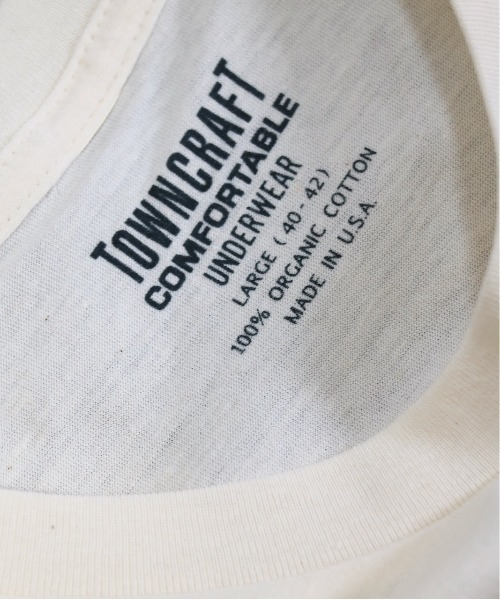 TOWNCRAFT
COMFORTABLE
UNDERWEAR
LARGE (40-42)
100% ORGANIC COTTON
MADE IN U.S.A.